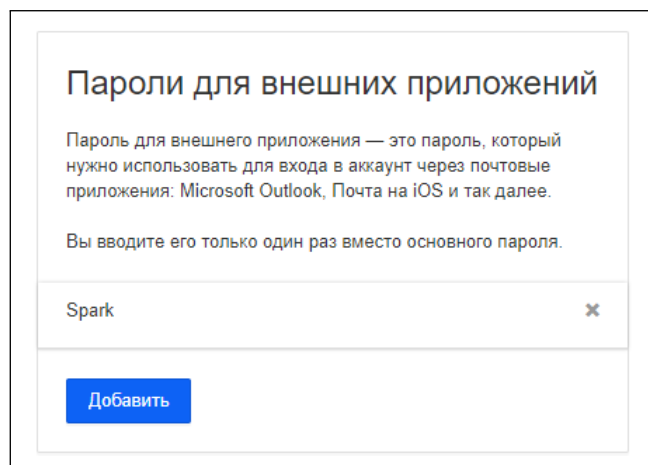 Пароли для внешних приложений
Пароль для внешнего приложения — это пароль, который
нужно использовать для входа в аккаунт через почтовые
приложения: Microsoft Outlook, Почта на iOS и так далее.
Вы вводите его только один раз вместо основного пароля.
Spark
Добавить